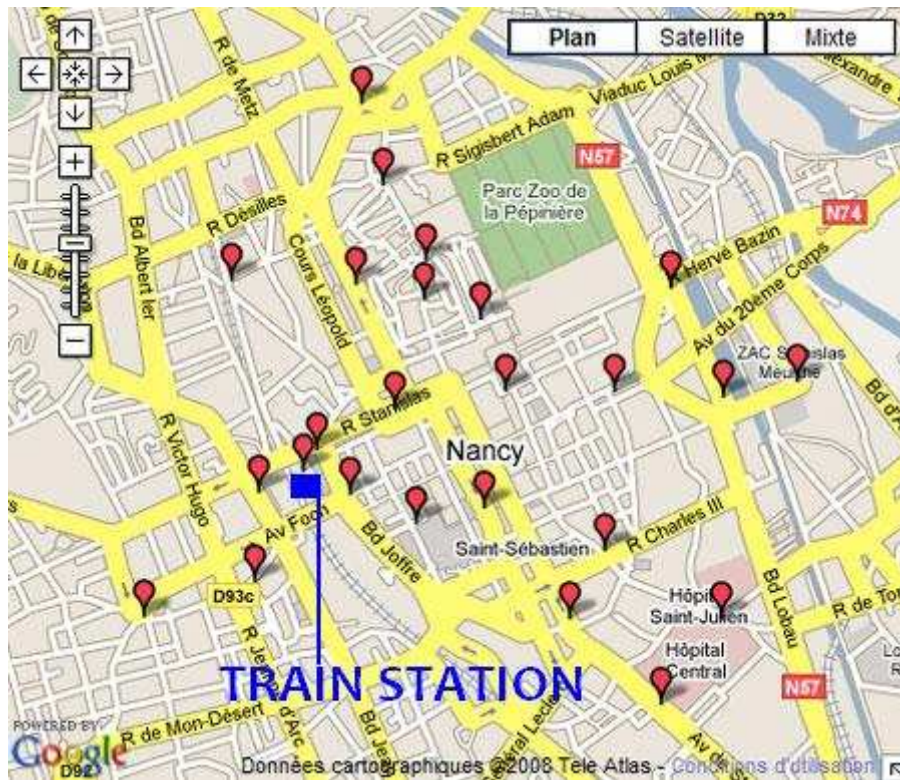 Plan
Satellite
Mixte
R de Metz
Viaduc Louis
R Sigisbert Adam
N57
Parc Zoo de
la Pépinière
N74
R Désilles
Bd Albert Ier
Cours Léopold
R Hervé Bazin
Av du 20eme Corps
ZAC Stanislas
Meurthe
R Stanislas
Nancy
R Victor Hugo
Av Foch
Bd Joffre
Saint-Sébastien
R Charles III
D93c
Hôpital
Saint-Julien
Bd Lobau
Hôpital
Central
N57
TRAIN STATION
R de Mon-Désert
POWERED BY
Google
D92
Données cartographiques ©2008 Tele Atlas - Conditions d'utilisation